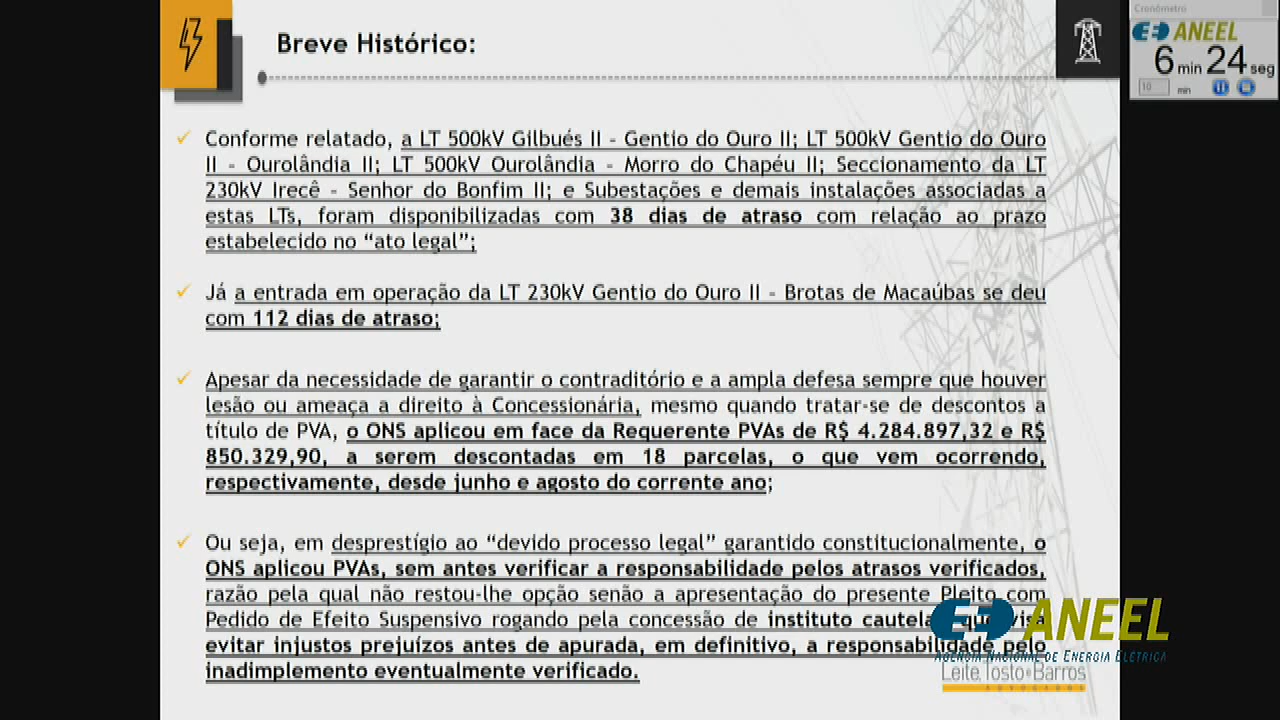 Breve Histórico:
Cronômetro
ANEEL
6 min 24 seg
10 min
Conforme relatado, a LT 500kV Gilbués II - Gentio do Ouro II; LT 500kV Gentio do Ouro
II - Ourolândia II; LT 500kV Ourolândia - Morro do Chapéu II; Seccionamento da LT
230kV Irecê - Senhor do Bonfim II; e Subestações e demais instalações associadas a
estas LTs, foram disponibilizadas com 38 dias de atraso com relação ao prazo
estabelecido no “ato legal”;
Já a entrada em operação da LT 230kV Gentio do Ouro II - Brotas de Macaúbas se deu
com 112 dias de atraso;
Apesar da necessidade de garantir o contraditório e a ampla defesa sempre que houver
lesão ou ameaça a direito à Concessionária, mesmo quando tratar-se de descontos a
título de PVA, o ONS aplicou em face da Requerente PVAs de R$ 4.284.897,32 e R$
850.329,90, a serem descontadas em 18 parcelas, o que vem ocorrendo,
respectivamente, desde junho e agosto do corrente ano;
Ou seja, em desprestígio ao “devido processo legal” garantido constitucionalmente, o
ONS aplicou PVAs, sem antes verificar a responsabilidade pelos atrasos verificados,
razão pela qual não restou-lhe opção senão a apresentação do presente Pleito com
Pedido de Efeito Suspensivo rogando pela concessão de instituto cautelar que visa
evitar injustos prejuízos antes de apurada, em definitivo, a responsabilidade pelo
inadimplemento eventualmente verificado.
ANEEL
AGÊNCIA NACIONAL DE ENERGIA ELÉTRICA
Leite, Tosto e Barros
ADVOGADOS